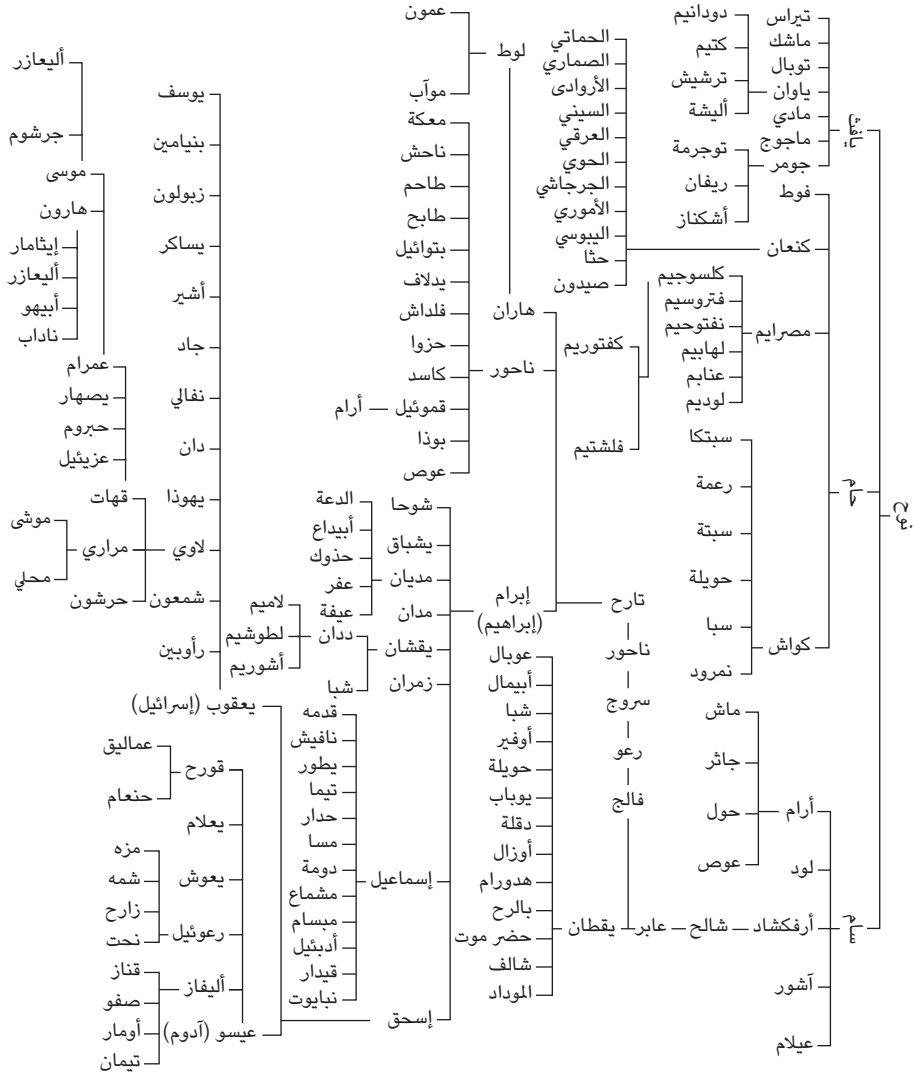 نوح
يافث
تيراس
ماشك
توبال
ياوان
مادي
ماجوج
جومر
دودانيم
كتيم
ترشيش
أليشة
توجرمة
ريفان
أشكناز
حام
فوط
كنعان
مصرايم
كواش
الحماتي
الصماري
الأروادى
السيني
العرقي
الحوي
الجرجاشي
الأموري
اليبوسي
حثا
صيدون
كلسوجيم
فتروسيم
نفتوحيم
لهابيم
عنابم
لوديم
كفتوريم
فلشتيم
سبتكا
رعمة
سبتة
حويلة
سبا
نمرود
سام
أرام
لود
أرفكشاد
آشور
عيلام
ماش
جاثر
حول
عوص
شالح
عابر
يقطان
فالج
رعو
سروج
ناحور
تارح
عوبال
أبيمال
شبا
أوفير
حويلة
يوباب
دقلة
أوزال
هدورام
بالرح
حضر موت
شالف
الموداد
هاران
ناحور
إبرام
(إبراهيم)
لوط
عمون
موآب
معكة
ناحش
طاحم
طابح
بتوائيل
يدلاف
فلداش
حزوا
كاسد
قموئيل
أرام
بوذا
عوص
شوحا
يشباق
مديان
مدان
يقشان
زمران
الدعة
أبيداع
حذوك
عفر
عيفة
ددان
شبا
لاميم
لطوشيم
أشوريم
إسماعيل
قدمه
نافيش
يطور
تيما
حدار
مسا
دومة
مشماع
مبسام
أدبئيل
قيدار
نبايوت
إسحق
يعقوب (إسرائيل)
عيسو (آدوم)
قورح
يعلام
يعوش
رعوئيل
أليفاز
عماليق
حنعام
مزه
شمه
زارح
نحت
قناز
صفو
أومار
تيمان
يوسف
بنيامين
زبولون
يساكر
أشير
جاد
نفالي
دان
يهوذا
لاوي
شمعون
رأوبين
قهات
مراري
حرشون
موشى
محلي
عمرام
يصهار
حبروم
عزيئيل
موسى
هارون
أليعازر
جرشوم
إيثامار
أليعازر
أبيهو
ناداب